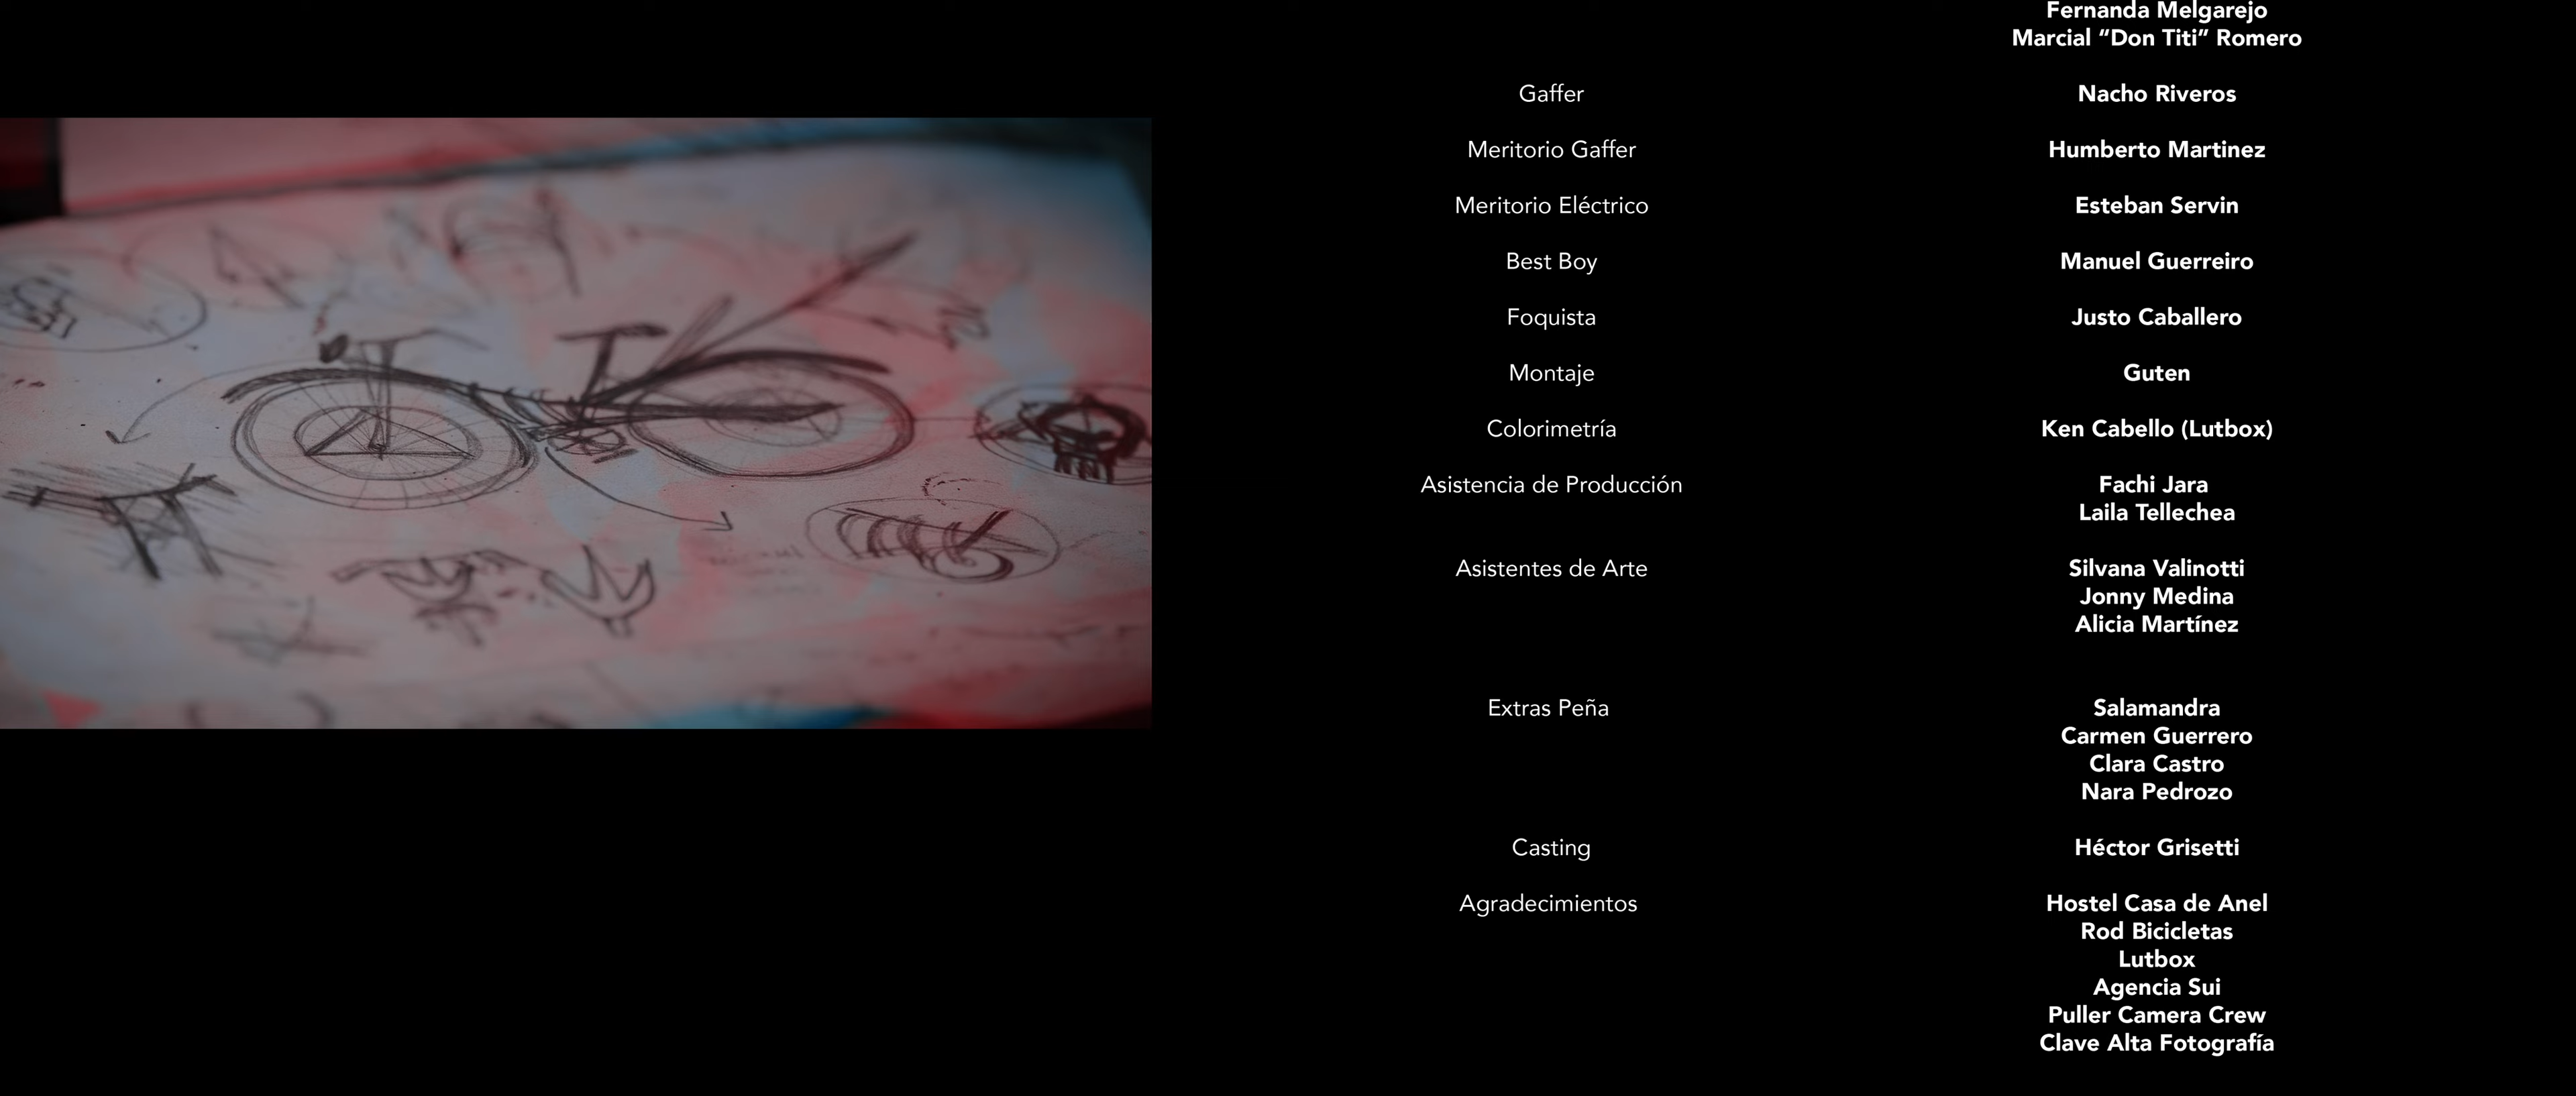 Fernanda Melgarejo
Marcial “Don Titi” Romero
Gaffer Nacho Riveros
Meritorio Gaffer Humberto Martinez
Meritorio Eléctrico Esteban Servin
Best Boy Manuel Guerreiro
Foquista Justo Caballero
Montaje Guten
Colorimetría Ken Cabello (Lutbox)
Asistencia de Producción Fachi Jara
Laila Tellechea
Asistentes de Arte Silvana Valinotti
Jonny Medina
Alicia Martínez
Extras Peña Salamandra
Carmen Guerrero
Clara Castro
Nara Pedrozo
Casting Héctor Grisetti
Agradecimientos Hostel Casa de Anel
Rod Bicicletas
Lutbox
Agencia Sui
Puller Camera Crew
Clave Alta Fotografía